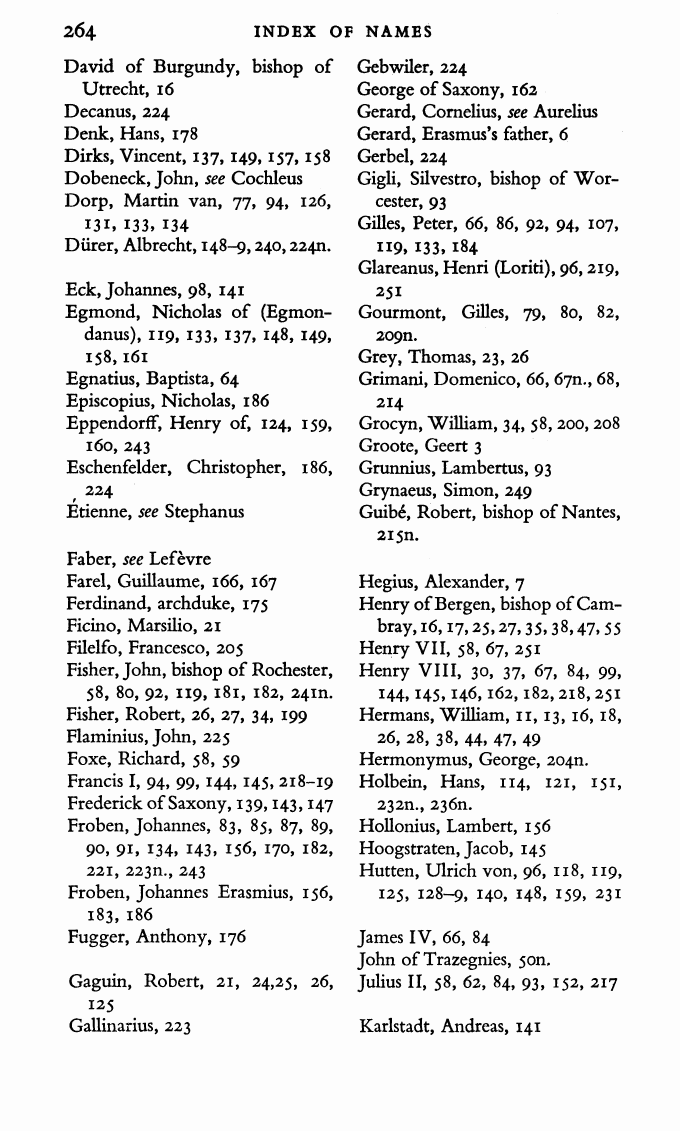 264 INDEX OF NAMES
David of Burgundy, bishop of
Utrecht, 16
Decanus, 224
Denk, Hans, 178
Dirks, Vincent, 137, 149, 157, 158
Dobeneck, John, see Cochleus
Dorp, Martin van, 77, 94, 126,
131, 133, 134
Dürer, Albrecht, 148–9, 240, 224n.
Eck, Johannes, 98, 141
Egmond, Nicholas of (Egmon-
danus), 119, 133, 137, 148, 149,
158, 161
Egnatius, Baptista, 64
Episcopius, Nicholas, 186
Eppendorff, Henry of, 124, 159,
160, 243
Eschenfelder, Christopher, 186,
224
Étienne, see Stephanus
Faber, see Lefèvre
Farel, Guillaume, 166, 167
Ferdinand, archduke, 175
Ficino, Marsilio, 21
Filelfo, Francesco, 205
Fisher, John, bishop of Rochester,
58, 80, 92, 119, 181, 182, 241n.
Fisher, Robert, 26, 27, 34, 199
Flaminius, John, 225
Foxe, Richard, 58, 59
Francis I, 94, 99, 144, 145, 218–19
Frederick of Saxony, 139, 143, 147
Froben, Johannes, 83, 85, 87, 89,
90, 91, 134, 143, 156, 170, 182,
221, 223n., 243
Froben, Johannes Erasmius, 156,
183, 186
Fugger, Anthony, 176
Gaguin, Robert, 21, 24,25, 26,
125
Gallinarius, 223
Gebwiler, 224
George of Saxony, 162
Gerard, Cornelius, see Aurelius
Gerard, Erasmus's father, 6
Gerbel, 224
Gigli, Silvestro, bishop of Wor-
cester, 93
Gilles, Peter, 66, 86, 92, 94, 107,
119, 133, 184
Glareanus, Henri (Loriti), 96, 219,
251
Gourmont, Gilles, 79, 80, 82,
209n.
Grey, Thomas, 23, 26
Grimani, Domenico, 66, 67n., 68,
214
Grocyn, William, 34, 58, 200, 208
Groote, Geert 3
Grunnius, Lambertus, 93
Grynaeus, Simon, 249
Guibé, Robert, bishop of Nantes,
215n.
Hegius, Alexander, 7
Henry of Bergen, bishop of Cam-
bray, 16, 17, 25, 27, 35, 38, 47, 55
Henry VII, 58, 67, 251
Henry VIII, 30, 37, 67, 84, 99,
144, 145, 146, 162, 182, 218, 251
Hermans, William, 11, 13, 16, 18,
26, 28, 38, 44, 47, 49
Hermonymus, George, 204n.
Holbein, Hans, 114, 121, 151,
232n., 236n.
Hollonius, Lambert, 156
Hoogstraten, Jacob, 145
Hutten, Ulrich von, 96, 118, 119,
125, 128–9, 140, 148, 159, 231
James IV, 66, 84
John of Trazegnies, 50n.
Julius II, 58, 62, 84, 93, 152, 217
Karlstadt, Andreas, 141